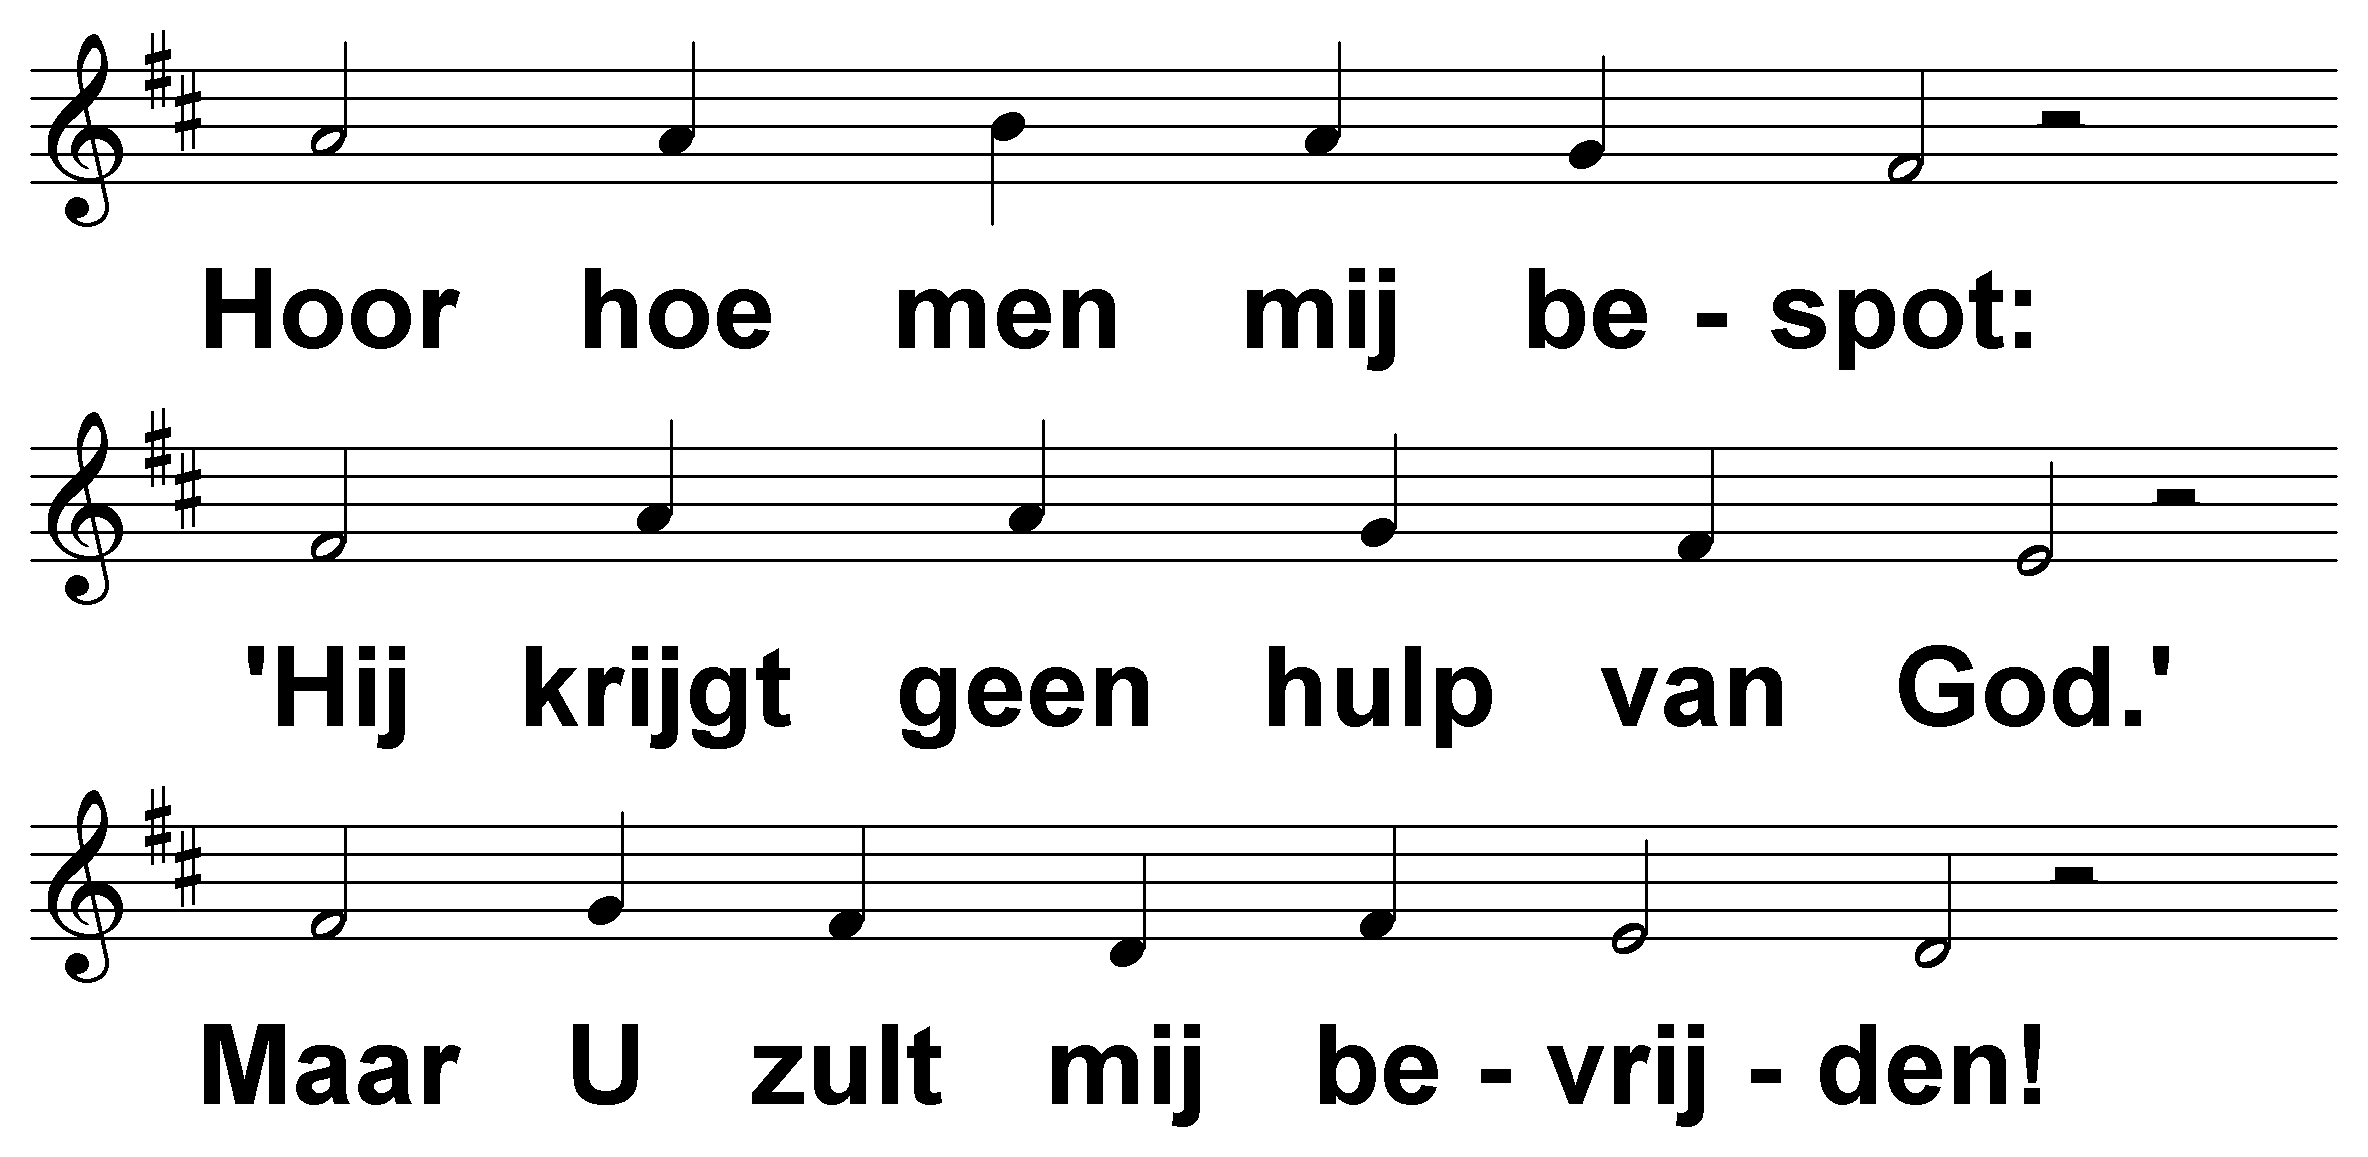 Hoor hoe men mij be - spot:
'Hij krijgt geen hulp van God.'
Maar U zult mij be - vrij - den!